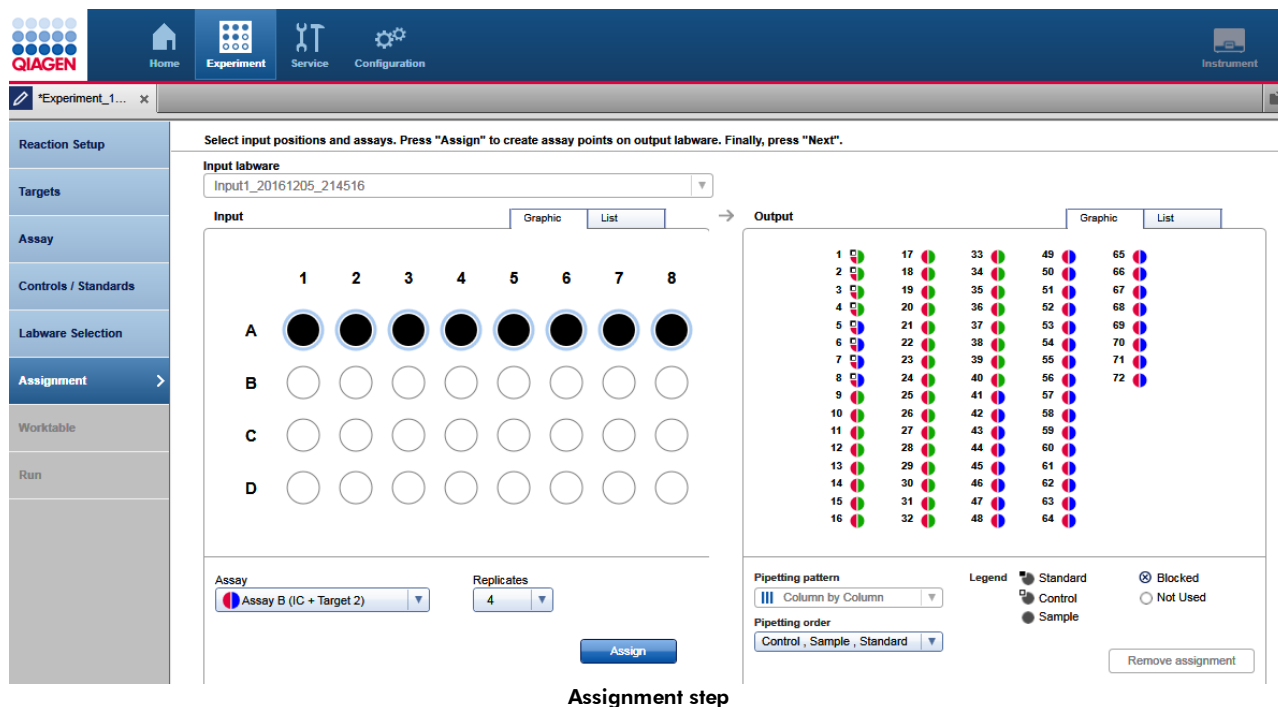 QIAGEN
Home
Experiment
Service
Configuration
Instrument
*Experiment_1... ×
Reaction Setup
Targets
Assay
Controls / Standards
Labware Selection
Assignment >
Worktable
Run
Select input positions and assays. Press "Assign" to create assay points on output labware. Finally, press "Next".
Input labware
Input1_20161205_214516
Input
Graphic List
1 2 3 4 5 6 7 8
A
B
C
D
Assay
Assay B (IC + Target 2)
Replicates
4
Assign
Output
Graphic List
1 17 33 49 65
2 18 34 50 66
3 19 35 51 67
4 20 36 52 68
5 21 37 53 69
6 22 38 54 70
7 23 39 55 71
8 24 40 56 72
9 25 41 57
10 26 42 58
11 27 43 59
12 28 44 60
13 29 45 61
14 30 46 62
15 31 47 63
16 32 48 64
Pipetting pattern
Column by Column
Pipetting order
Control , Sample , Standard
Legend
Standard
Control
Sample
Blocked
Not Used
Remove assignment
Assignment step